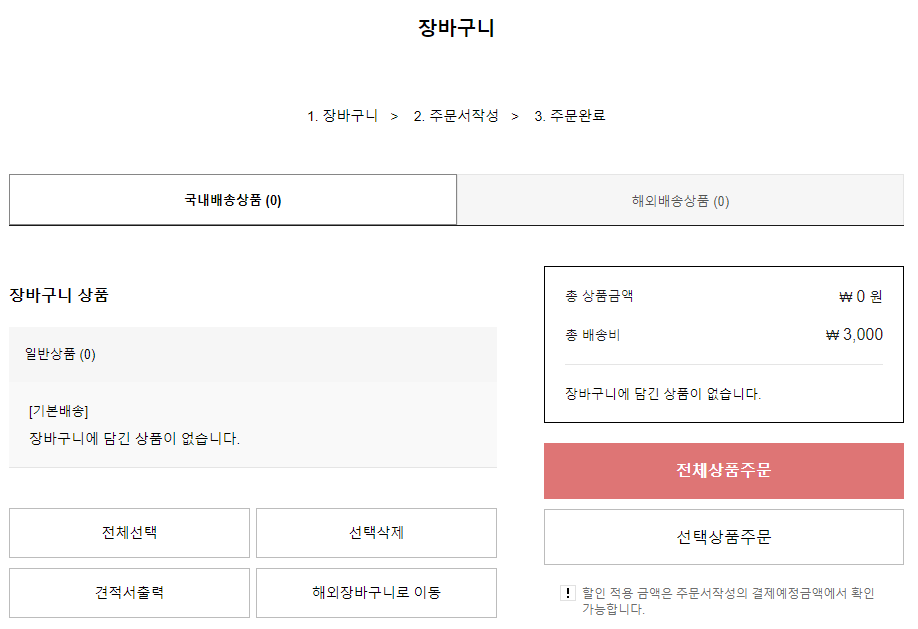 장바구니
1. 장바구니 > 2. 주문서작성 > 3. 주문완료
국내배송상품 (0)
해외배송상품 (0)
장바구니 상품
일반상품 (0)
[기본배송]
장바구니에 담긴 상품이 없습니다.
전체선택
선택삭제
견적서출력
해외장바구니로 이동
총 상품금액
₩ 0 원
총 배송비
₩ 3,000
장바구니에 담긴 상품이 없습니다.
전체상품주문
선택상품주문
! 할인 적용 금액은 주문서작성의 결제예정금액에서 확인
가능합니다.